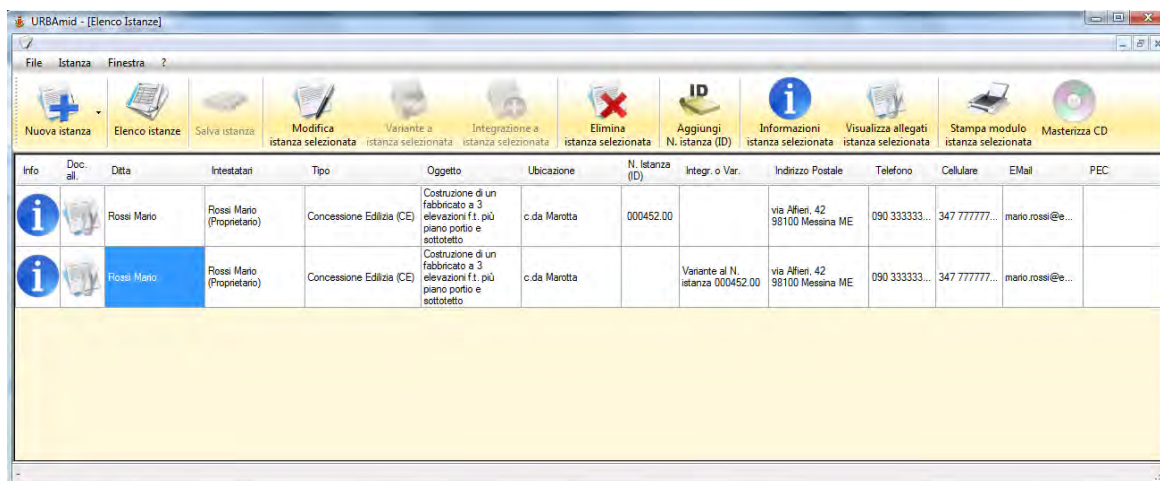 URBAmid - [Elenco Istanze]
File Istanza Finestra ?
Nuova istanza
Elenco istanze
Salva istanza
Modifica
istanza selezionata
Variante a
istanza selezionata
Integrazione a
istanza selezionata
Elimina
istanza selezionata
ID
Aggiungi
N. istanza (ID)
Informazioni
istanza selezionata
Visualizza allegati
istanza selezionata
Stampa modulo
istanza selezionata
Masterizza CD
Info
Doc.
all.
Ditta
Intestatari
Tipo
Oggetto
Ubicazione
N. Istanza
(ID)
Integr. o Var.
Indirizzo Postale
Telefono
Cellulare
EMail
PEC
Rossi Mario
Rossi Mario
(Proprietario)
Concessione Edilizia (CE)
Costruzione di un
fabbricato a 3
elevazioni f.t. più
piano portio e
sottotetto
c.da Marotta
000452.00
via Alfieri, 42
98100 Messina ME
090 333333...
347 777777...
mario.rossi@e...
Rossi Mario
Rossi Mario
(Proprietario)
Concessione Edilizia (CE)
Costruzione di un
fabbricato a 3
elevazioni f.t. più
piano portio e
sottotetto
c.da Marotta
Variante al N.
istanza 000452.00
via Alfieri, 42
98100 Messina ME
090 333333...
347 777777...
mario.rossi@e...
-